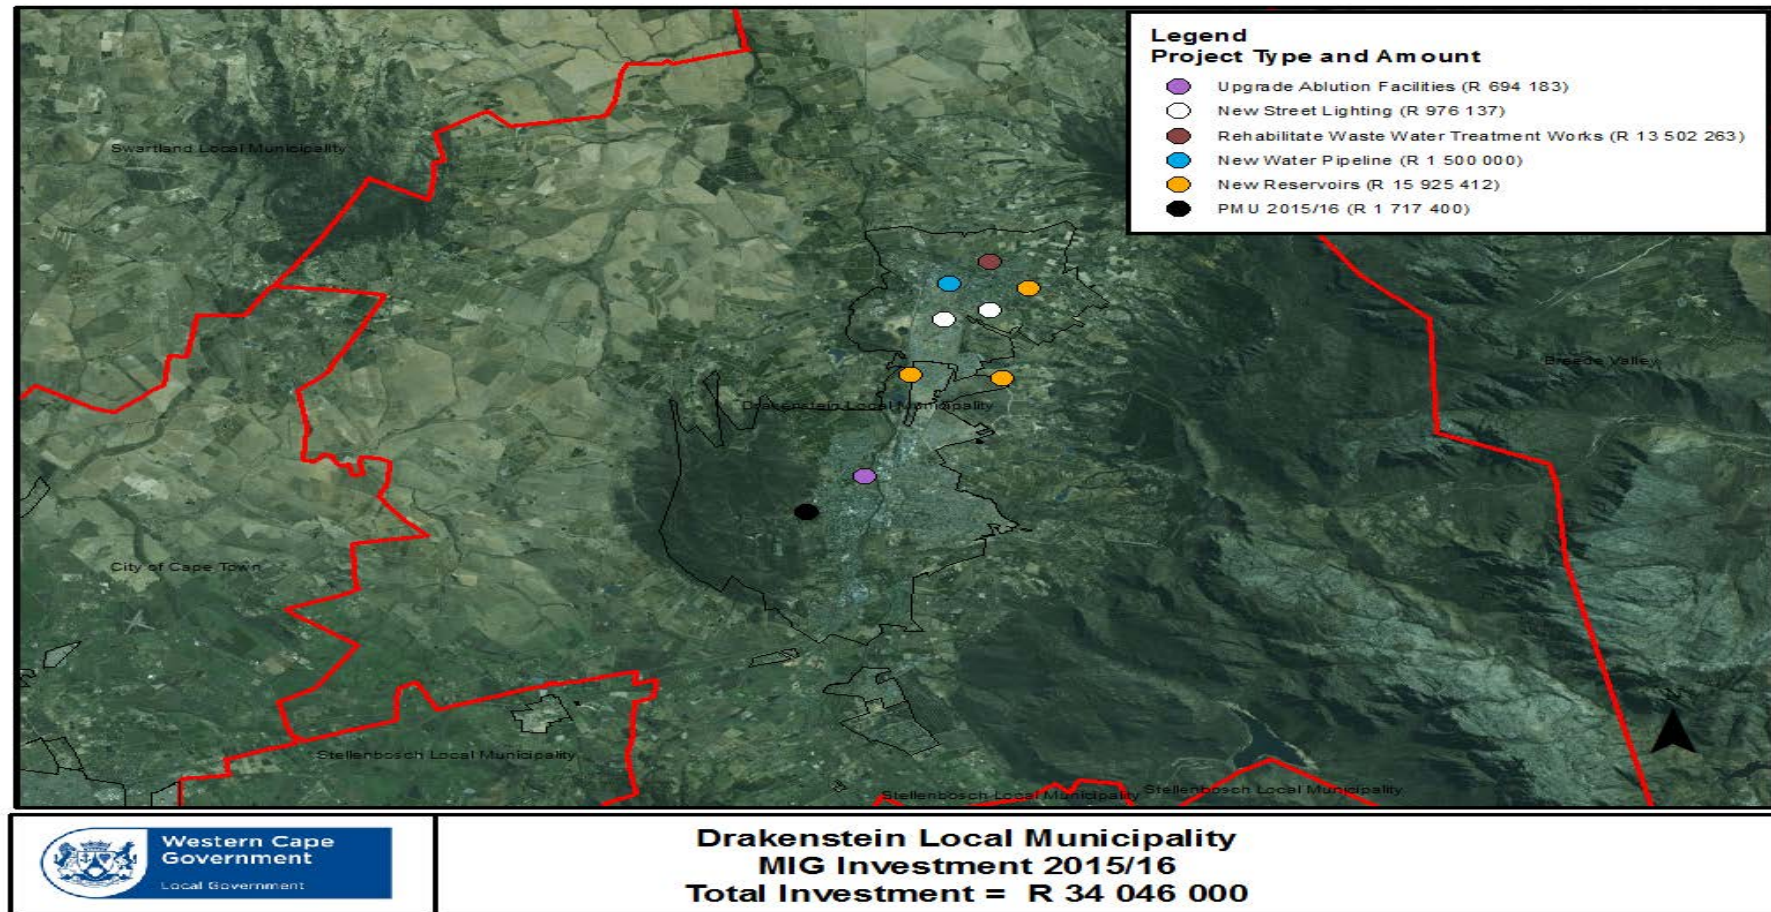 Legend
Project Type and Amount
Upgrade Ablution Facilities (R 694 183)
New Street Lighting (R 976 137)
Rehabilitate Waste Water Treatment Works (R 13 502 263)
New Water Pipeline (R 1 500 000)
New Reservoirs (R 15 925 412)
PMU 2015/16 (R 1 717 400)
Swartland Local Municipality
Breede Valley
Drakenstein Local Municipality
City of Cape Town
Stellenbosch Local Municipality
Stellenbosch Local Municipality
Stellenbosch Local Municipality
Western Cape
Government
Local Government
Drakenstein Local Municipality
MIG Investment 2015/16
Total Investment = R 34 046 000